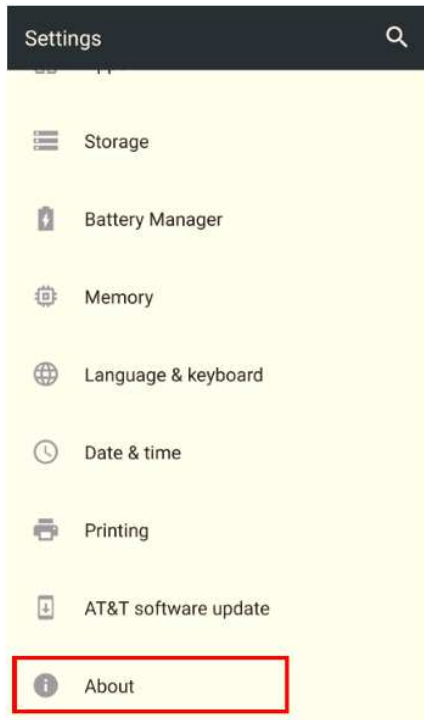 Settings
Storage
Battery Manager
Memory
Language & keyboard
Date & time
Printing
AT&T software update
About